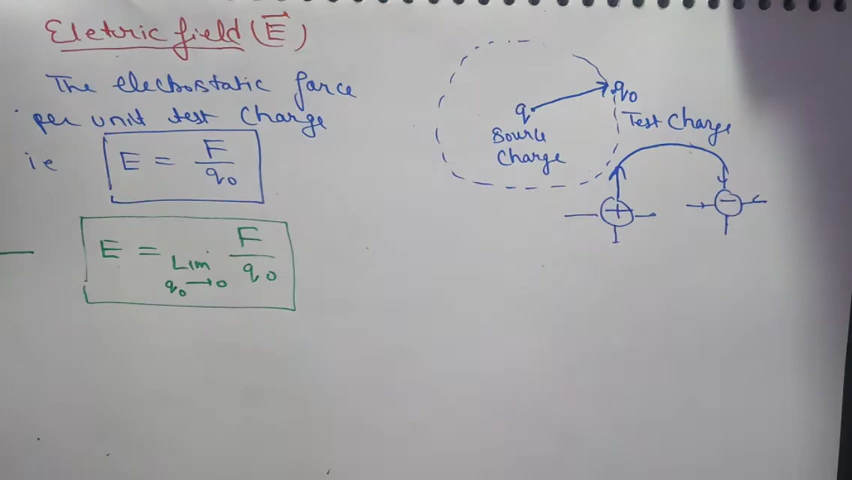 Eletric field (E⃗)
The electrostatic force
per unit test Charge
ie E = F/q₀
E = Lim q₀→0 F/q₀
q₀
q
Test Charge
Source
Charge
+
−